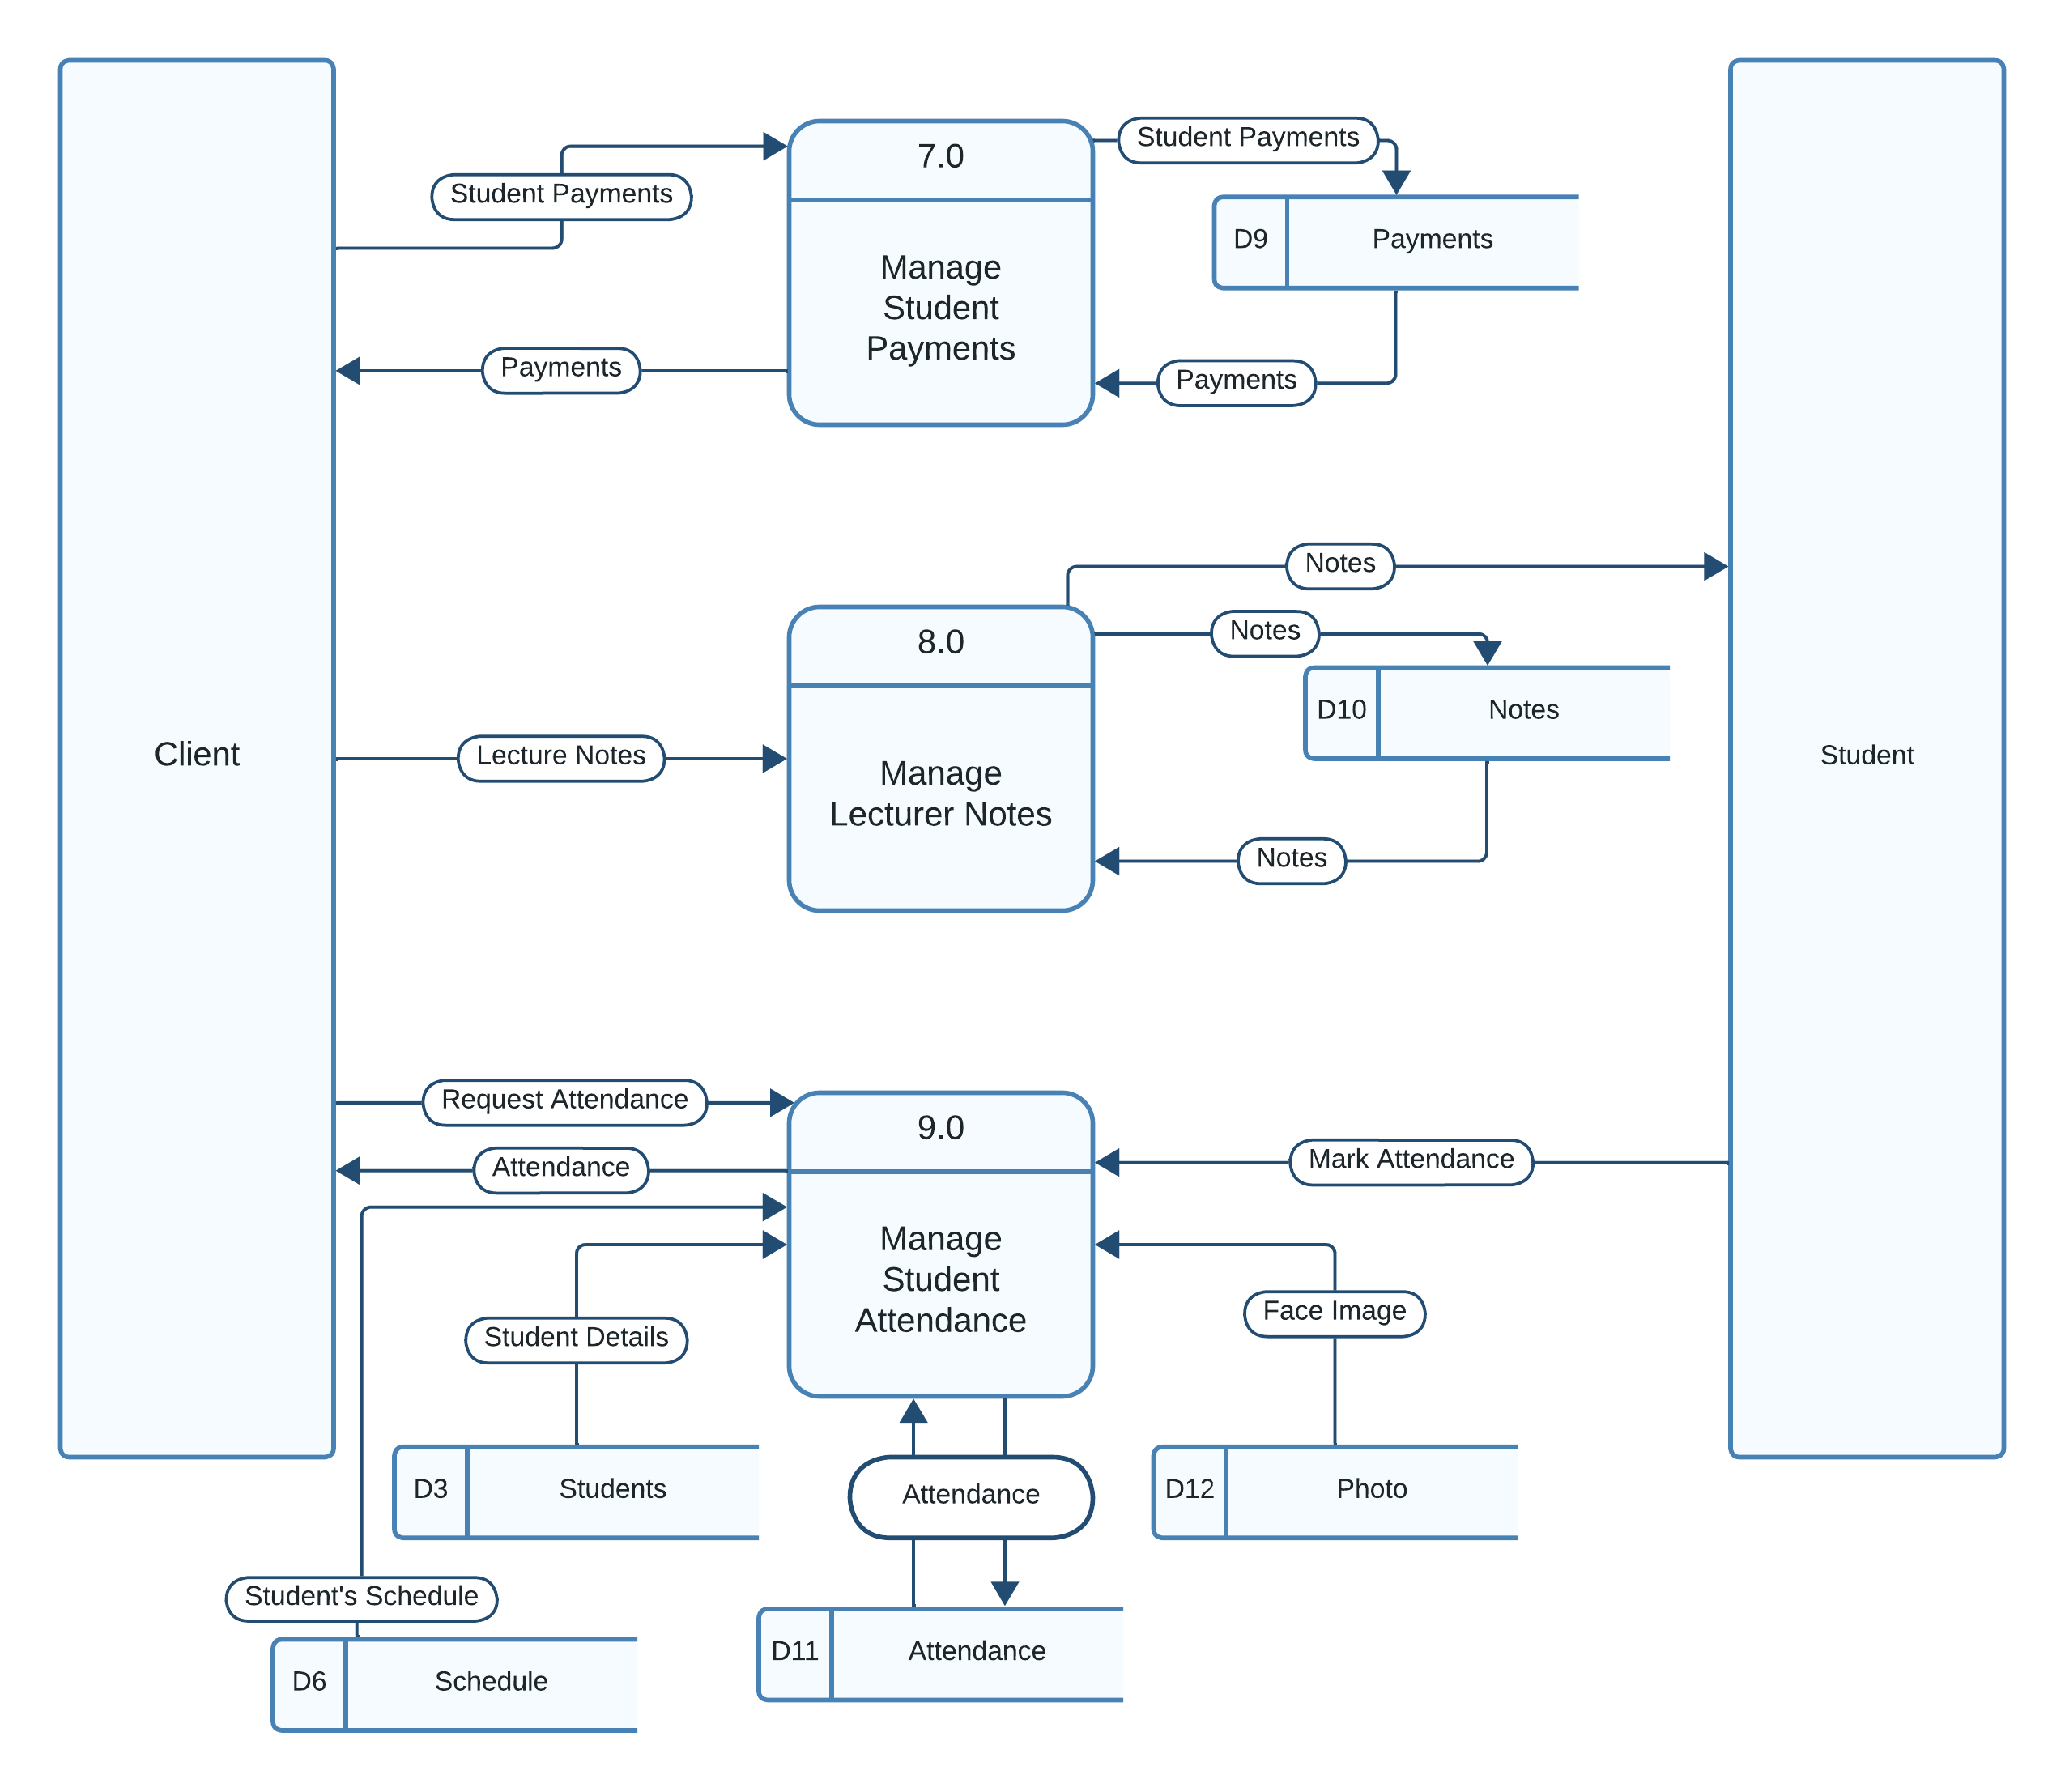 7.0
Student Payments
Student Payments
D9
Payments
Manage
Student
Payments
Payments
Payments
Notes
8.0
Notes
D10
Notes
Client
Lecture Notes
Manage
Lecturer Notes
Student
Notes
Request Attendance
9.0
Attendance
Mark Attendance
Manage
Student
Attendance
Student Details
Face Image
D3
Students
Attendance
D12
Photo
Student's Schedule
D11
Attendance
D6
Schedule